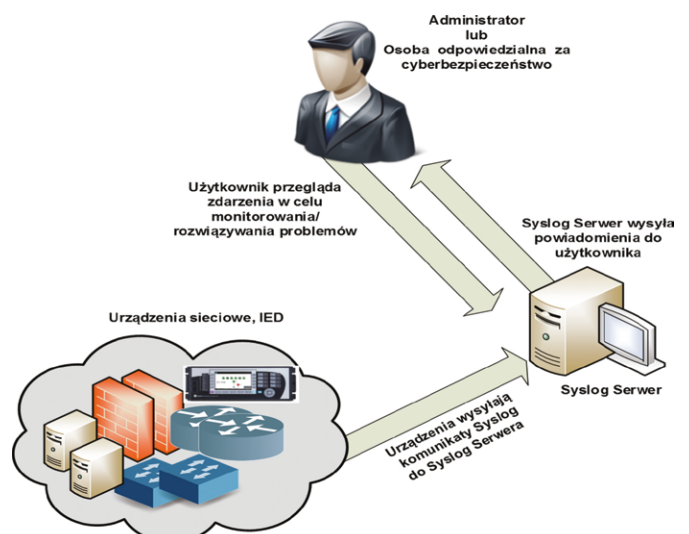 Administrator
lub
Osoba odpowiedzialna za
cyberbezpieczeństwo
Użytkownik przegląda
zdarzenia w celu
monitorowania/
rozwiązywania problemów
Syslog Serwer wysyła
powiadomienia do
użytkownika
Urządzenia sieciowe, IED
Syslog Serwer
Urządzenia wysyłają
komunikaty Syslog
do Syslog Serwera